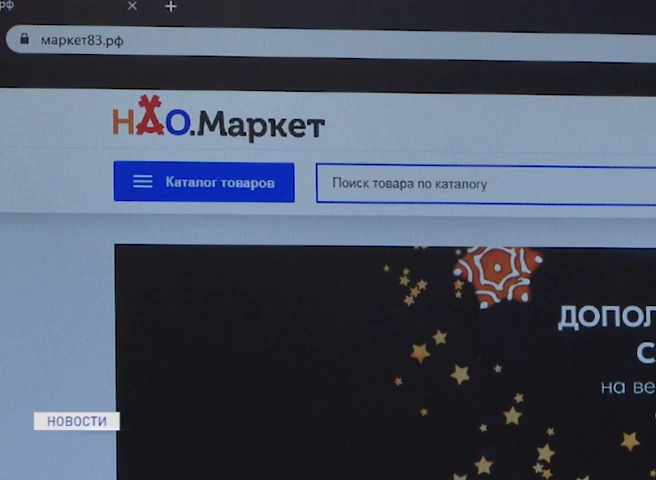 рф
маркет83.рф
НАО.Маркет
Каталог товаров
Поиск товара по каталогу
ДОПОЛ
С
на ве
НОВОСТИ